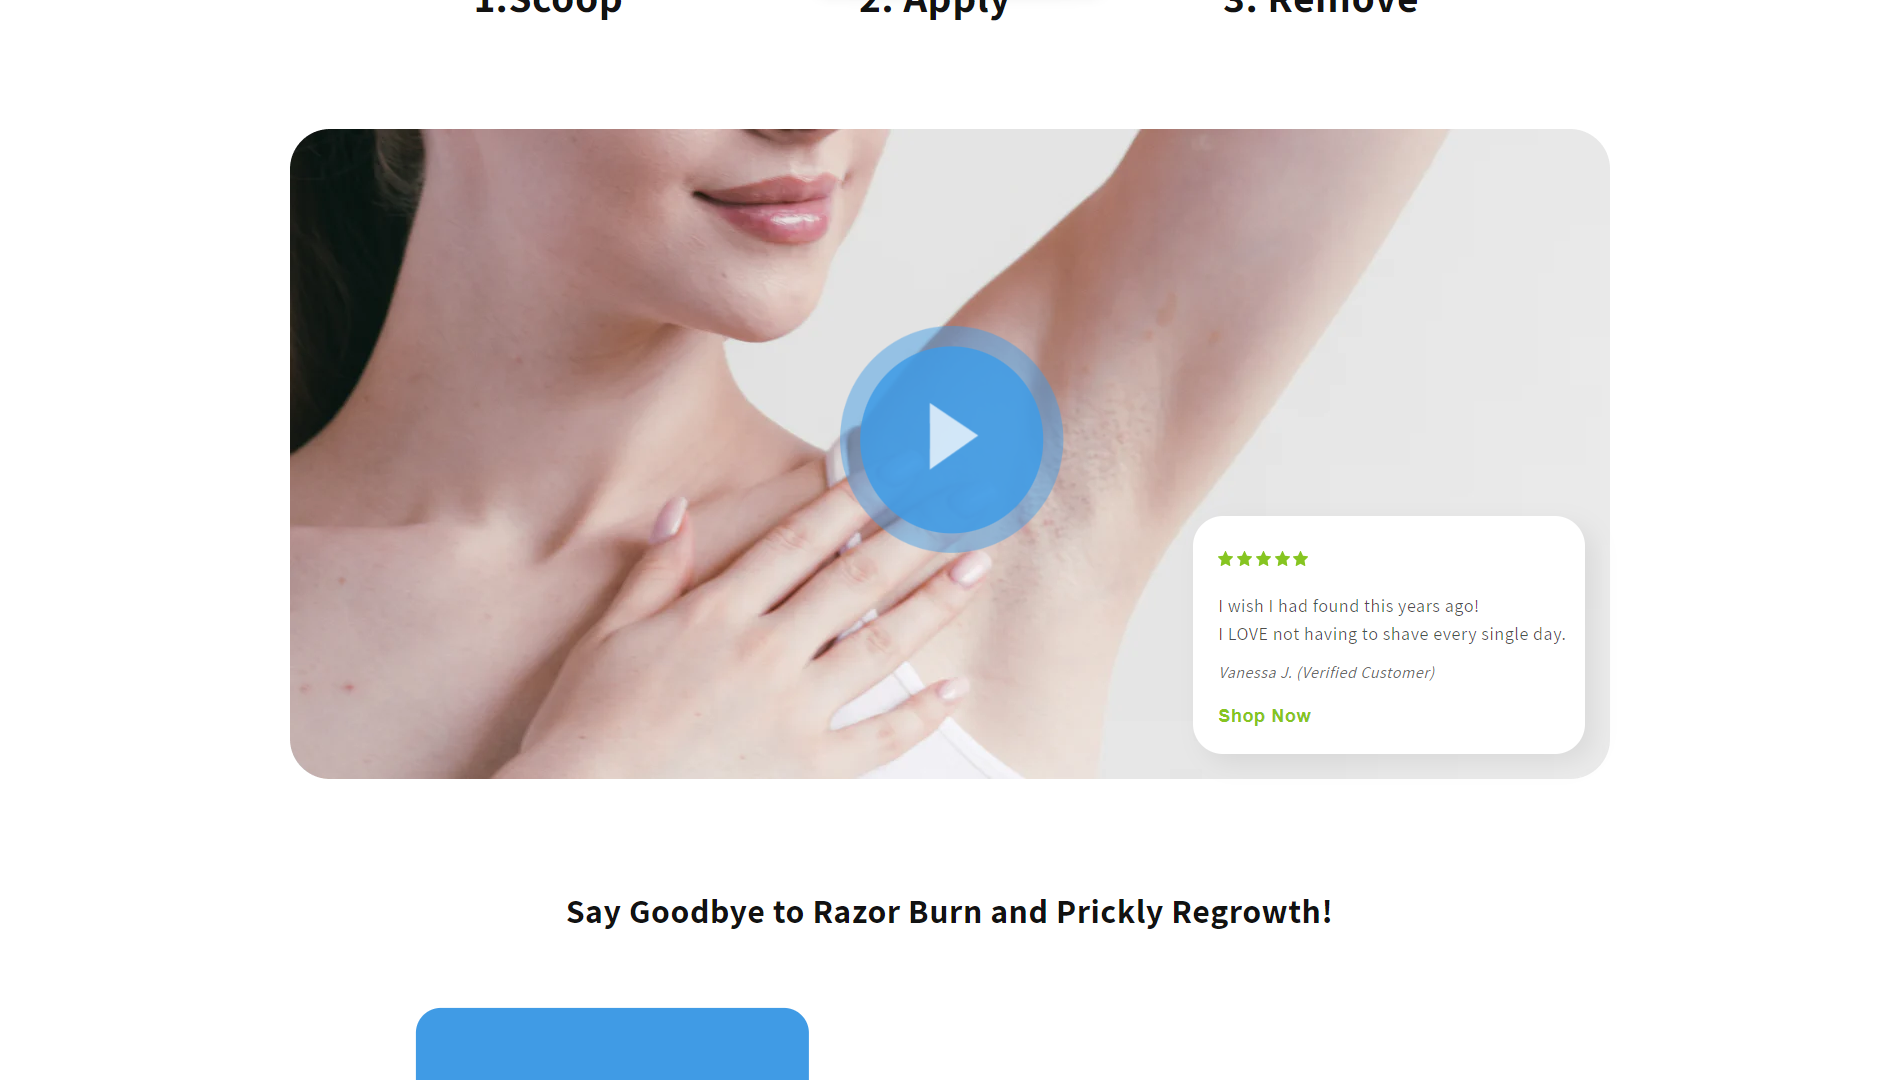 1.Scoop
2. Apply
3. Remove
I wish I had found this years ago!
I LOVE not having to shave every single day.
Vanessa J. (Verified Customer)
Shop Now
Say Goodbye to Razor Burn and Prickly Regrowth!